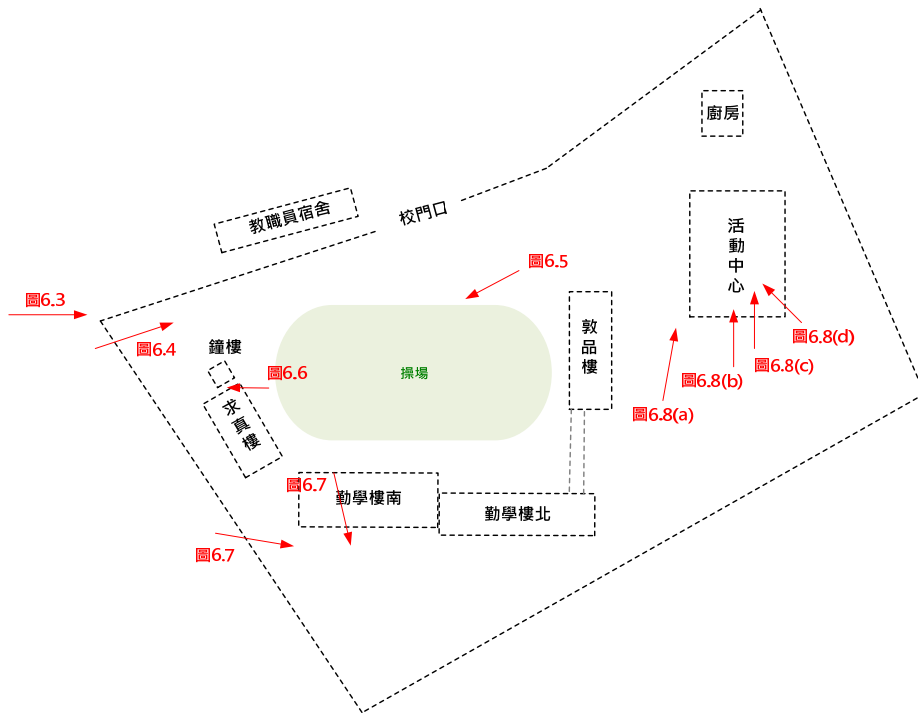 廚房
教職員宿舍
校門口
活動中心
圖6.5
圖6.3
敦品樓
圖6.8(d)
圖6.4
鐘樓
圖6.8(c)
圖6.6
操場
圖6.8(b)
求真樓
圖6.8(a)
圖6.7
勤學樓南
勤學樓北
圖6.7